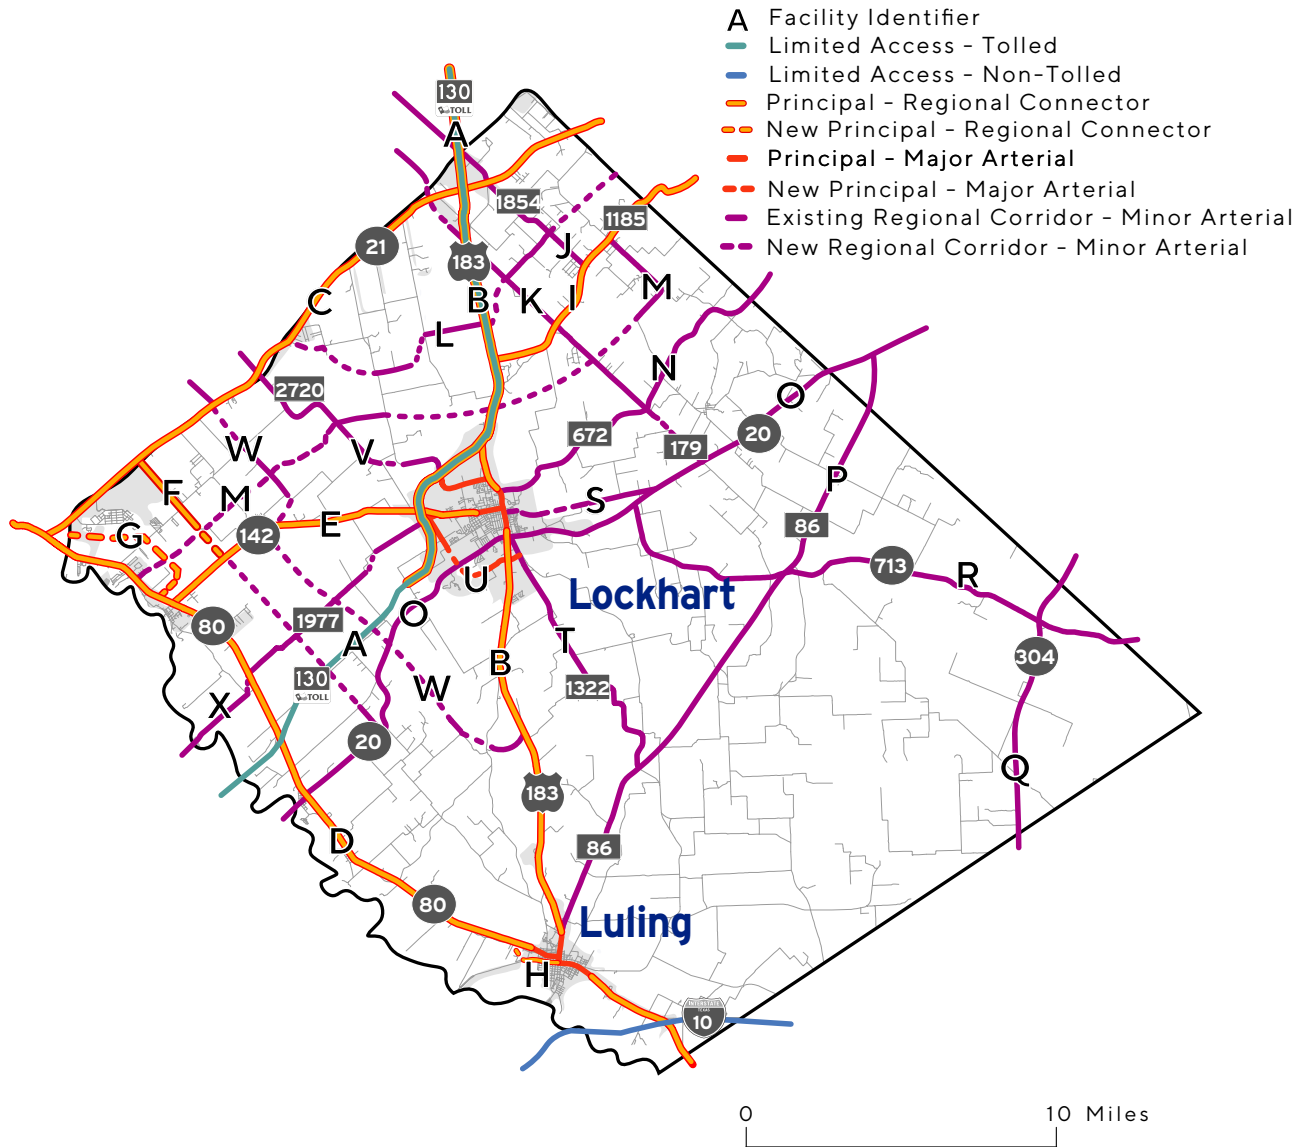 A Facility Identifier
Limited Access - Tolled
Limited Access - Non-Tolled
Principal - Regional Connector
New Principal - Regional Connector
Principal - Major Arterial
New Principal - Major Arterial
Existing Regional Corridor - Minor Arterial
New Regional Corridor - Minor Arterial
130
TOLL
A
1854
1185
21
J
183
C
B
K
I
M
L
N
2720
O
672
20
179
W
V
P
F
M
S
E
86
G
142
713
R
U
Lockhart
O
1977
80
A
T
304
B
130
TOLL
W
1322
X
20
Q
183
D
86
80
Luling
H
INTERSTATE
TEXAS
10
0
10 Miles